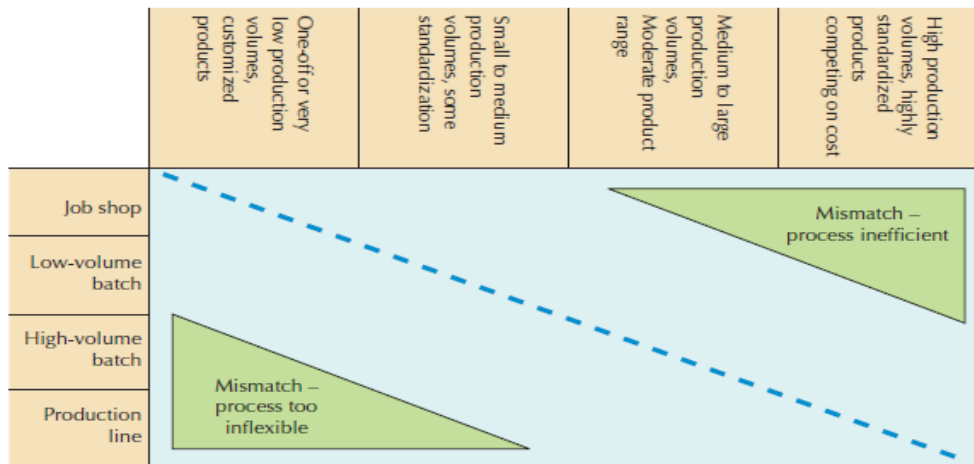 One-off or very
low production
volumes,
customized
products
Small to medium
production
volumes, some
standardization
Medium to large
production
volumes,
Moderate product
range
High production
volumes, highly
standardized
products
competing on cost
Job shop
Low-volume
batch
High-volume
batch
Production
line
Mismatch –
process inefficient
Mismatch –
process too
inflexible